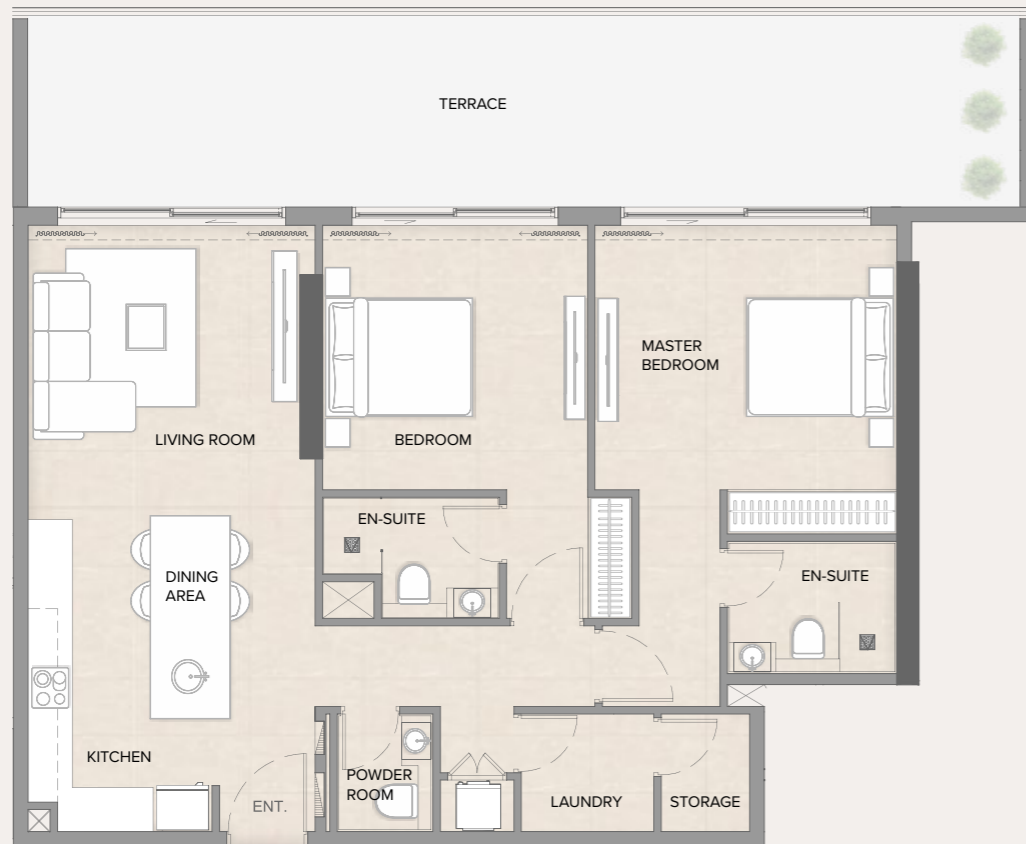 TERRACE
MASTER
BEDROOM
LIVING ROOM
BEDROOM
EN-SUITE
DINING
AREA
EN-SUITE
KITCHEN
POWDER
ROOM
ENT.
LAUNDRY
STORAGE